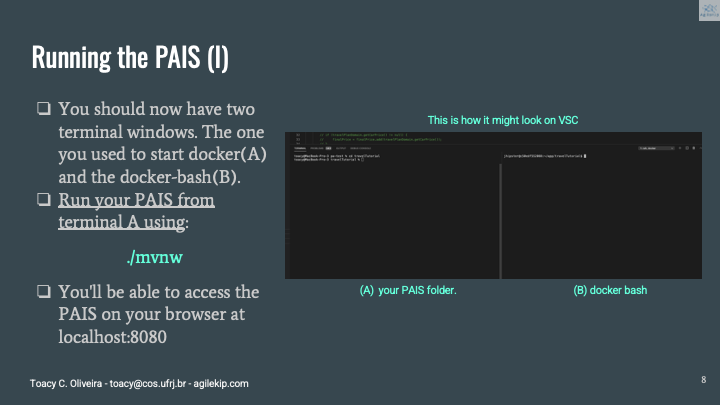 agilekip
Running the PAIS (I)
❏ You should now have two
terminal windows. The one
you used to start docker(A)
and the docker-bash(B).
❏ Run your PAIS from
terminal A using:
./mvnw
❏ You'll be able to access the
PAIS on your browser at
localhost:8080
This is how it might look on VSC
(A) your PAIS folder.
(B) docker bash
Toacy C. Oliveira - toacy@cos.ufrj.br - agilekip.com
8